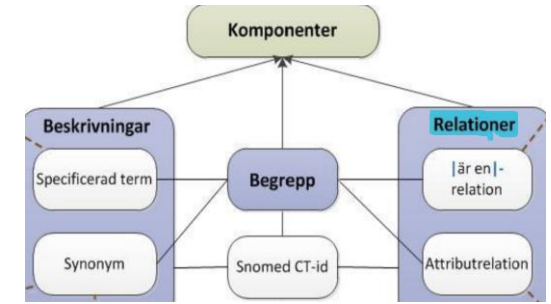 Komponenter
Beskrivningar
Relationer
Specificerad term
Begrepp
|är en|-
relation
Synonym
Snomed CT-id
Attributrelation